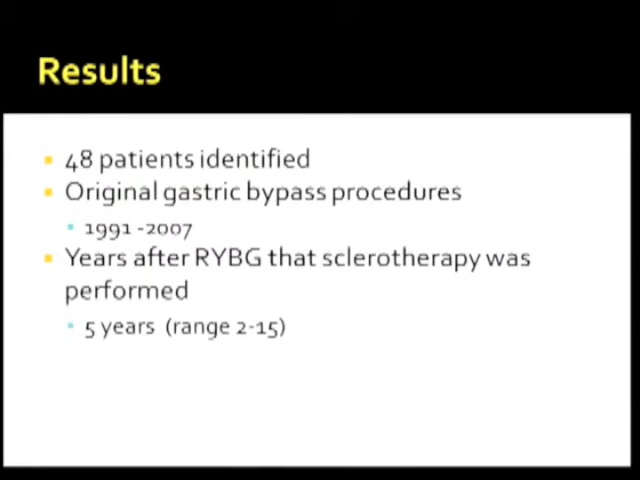 Results
48 patients identified
Original gastric bypass procedures
1991 -2007
Years after RYBG that sclerotherapy was
performed
5 years (range 2-15)